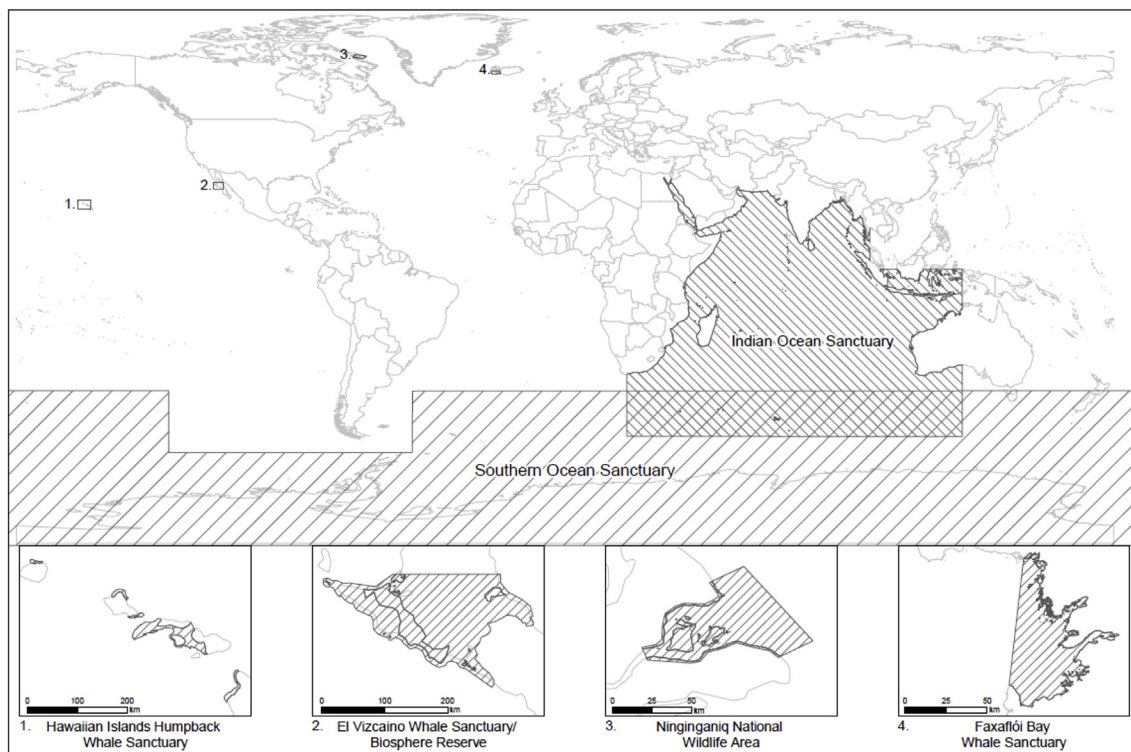 3.
4.
2.
1.
Indian Ocean Sanctuary
Southern Ocean Sanctuary
0 100 200
km
1. Hawaiian Islands Humpback
Whale Sanctuary
0 100 200
km
2. El Vizcaino Whale Sanctuary/
Biosphere Reserve
0 25 50
km
3. Ninginganiq National
Wildlife Area
0 25 50
km
4. Faxaflói Bay
Whale Sanctuary